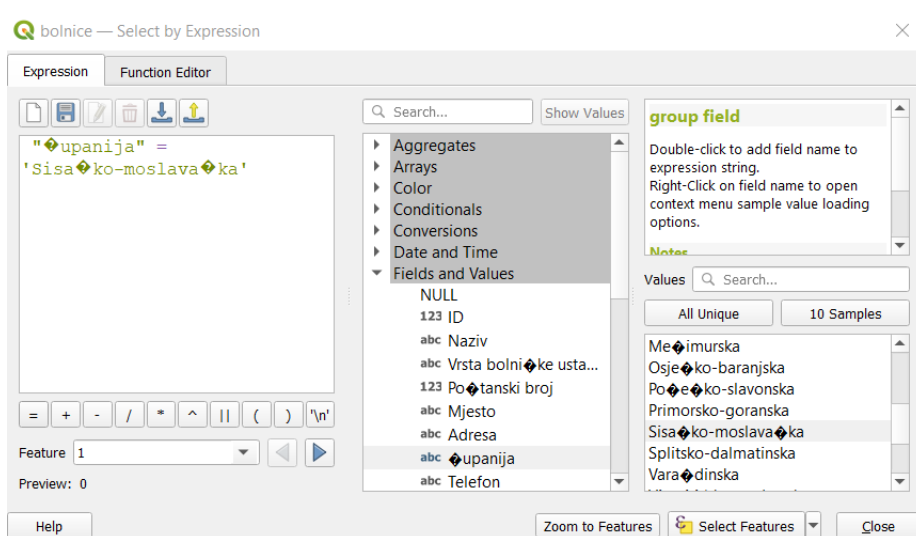 bolnice — Select by Expression
Expression
Function Editor
"�upanija" =
'Sisa�ko-moslava�ka'
= + - / * ^ || ( ) '\n'
Feature 1
Preview: 0
Search...
Show Values
Aggregates
Arrays
Color
Conditionals
Conversions
Date and Time
Fields and Values
NULL
123 ID
abc Naziv
abc Vrsta bolni�ke usta...
123 Po�tanski broj
abc Mjesto
abc Adresa
abc �upanija
abc Telefon
group field
Double-click to add field name to
expression string.
Right-Click on field name to open
context menu sample value loading
options.
Notes
Values
Search...
All Unique
10 Samples
Me�imurska
Osje�ko-baranjska
Po�e�ko-slavonska
Primorsko-goranska
Sisa�ko-moslava�ka
Splitsko-dalmatinska
Vara�dinska
Help
Zoom to Features
Select Features
Close